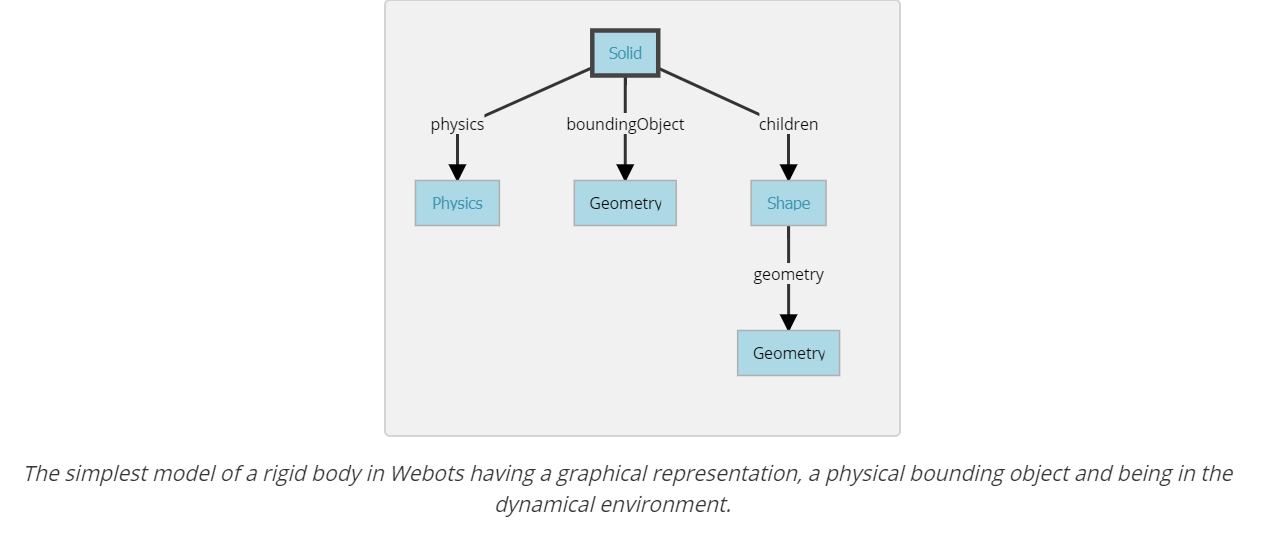 Solid
physics boundingObject children
Physics Geometry Shape
geometry
Geometry
The simplest model of a rigid body in Webots having a graphical representation, a physical bounding object and being in the
dynamical environment.